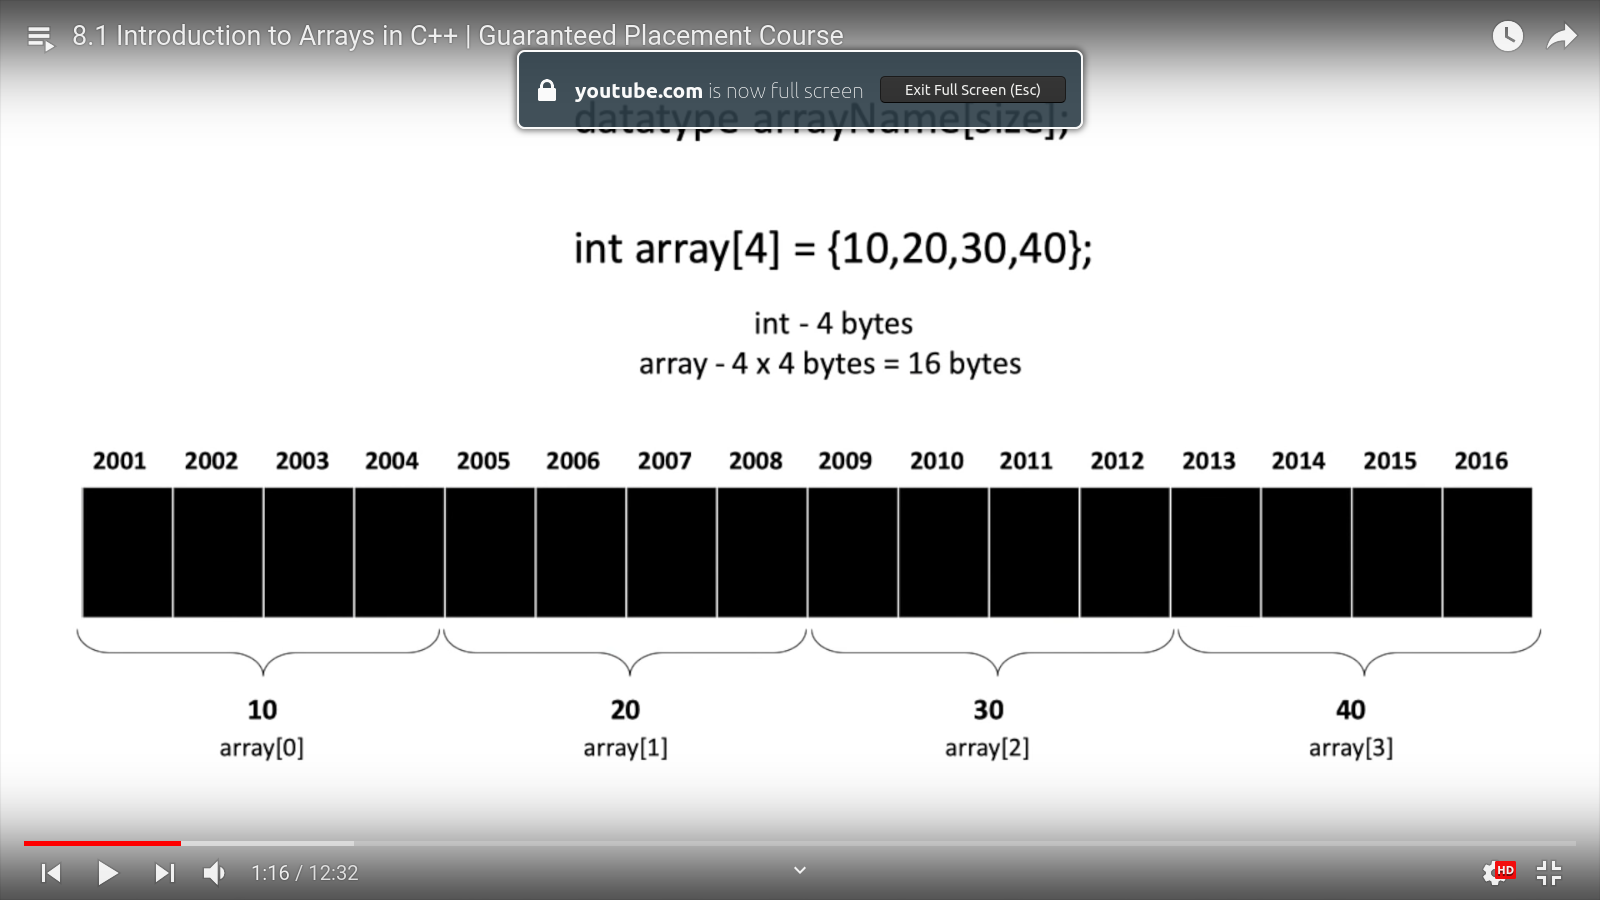 8.1 Introduction to Arrays in C++ | Guaranteed Placement Course
youtube.com is now full screen
Exit Full Screen (Esc)
datatype arrayName[size];
int array[4] = {10,20,30,40};
int - 4 bytes
array - 4 x 4 bytes = 16 bytes
2001 2002 2003 2004 2005 2006 2007 2008 2009 2010 2011 2012 2013 2014 2015 2016
10 20 30 40
array[0] array[1] array[2] array[3]
1:16 / 12:32
HD